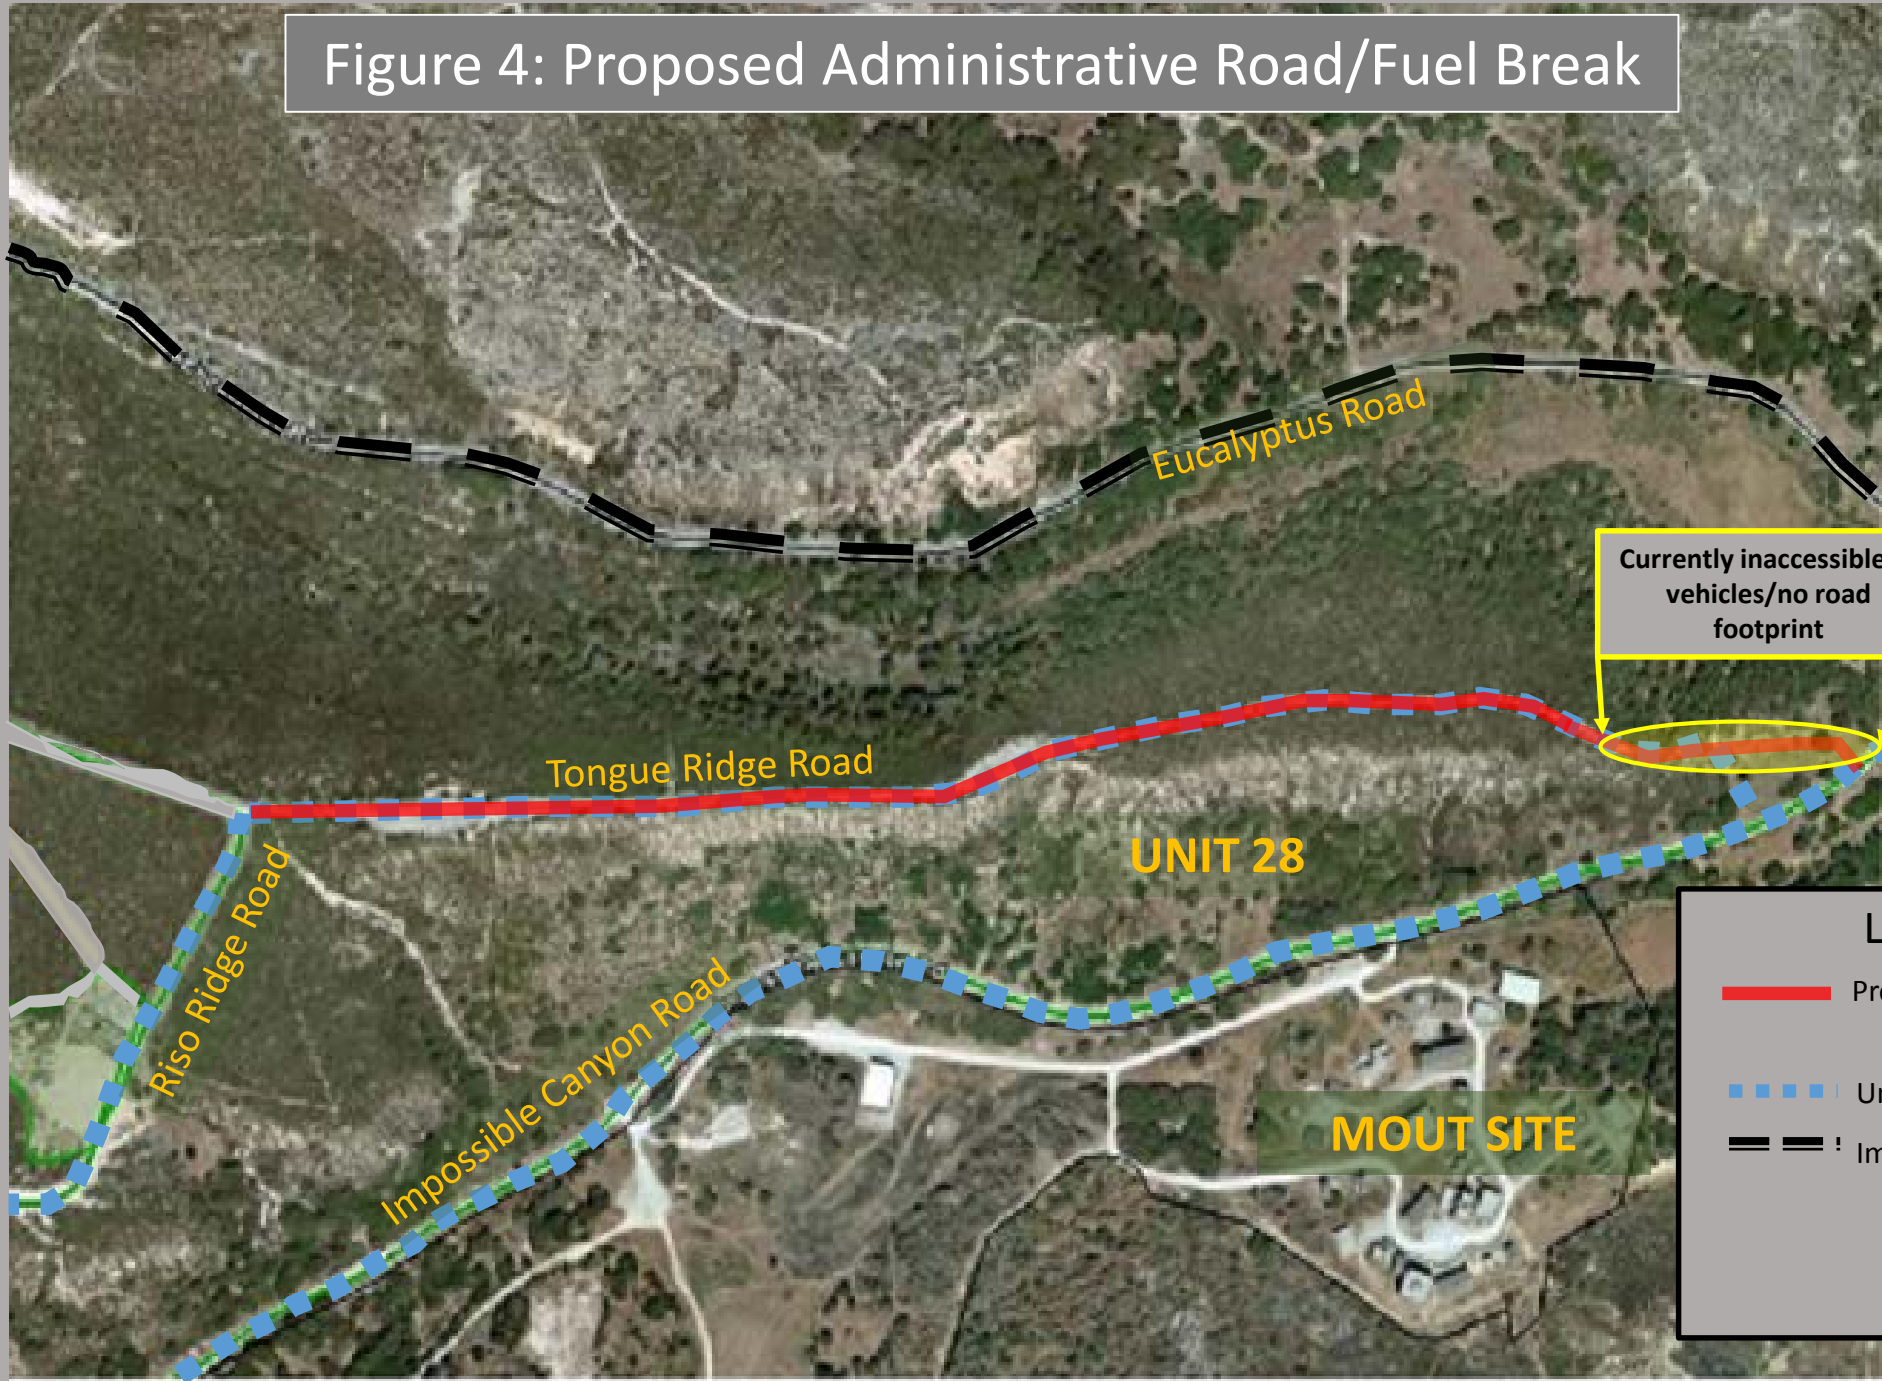 Figure 4: Proposed Administrative Road/Fuel Break
Eucalyptus Road
Currently inaccessible
vehicles/no road
footprint
Tongue Ridge Road
UNIT 28
Riso Ridge Road
Impossible Canyon Road
MOUT SITE